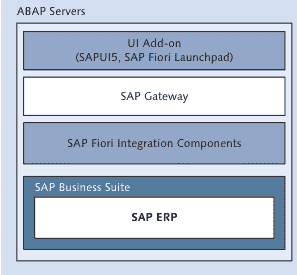 ABAP Servers
UI Add-on
(SAPUI5, SAP Fiori Launchpad)
SAP Gateway
SAP Fiori Integration Components
SAP Business Suite
SAP ERP